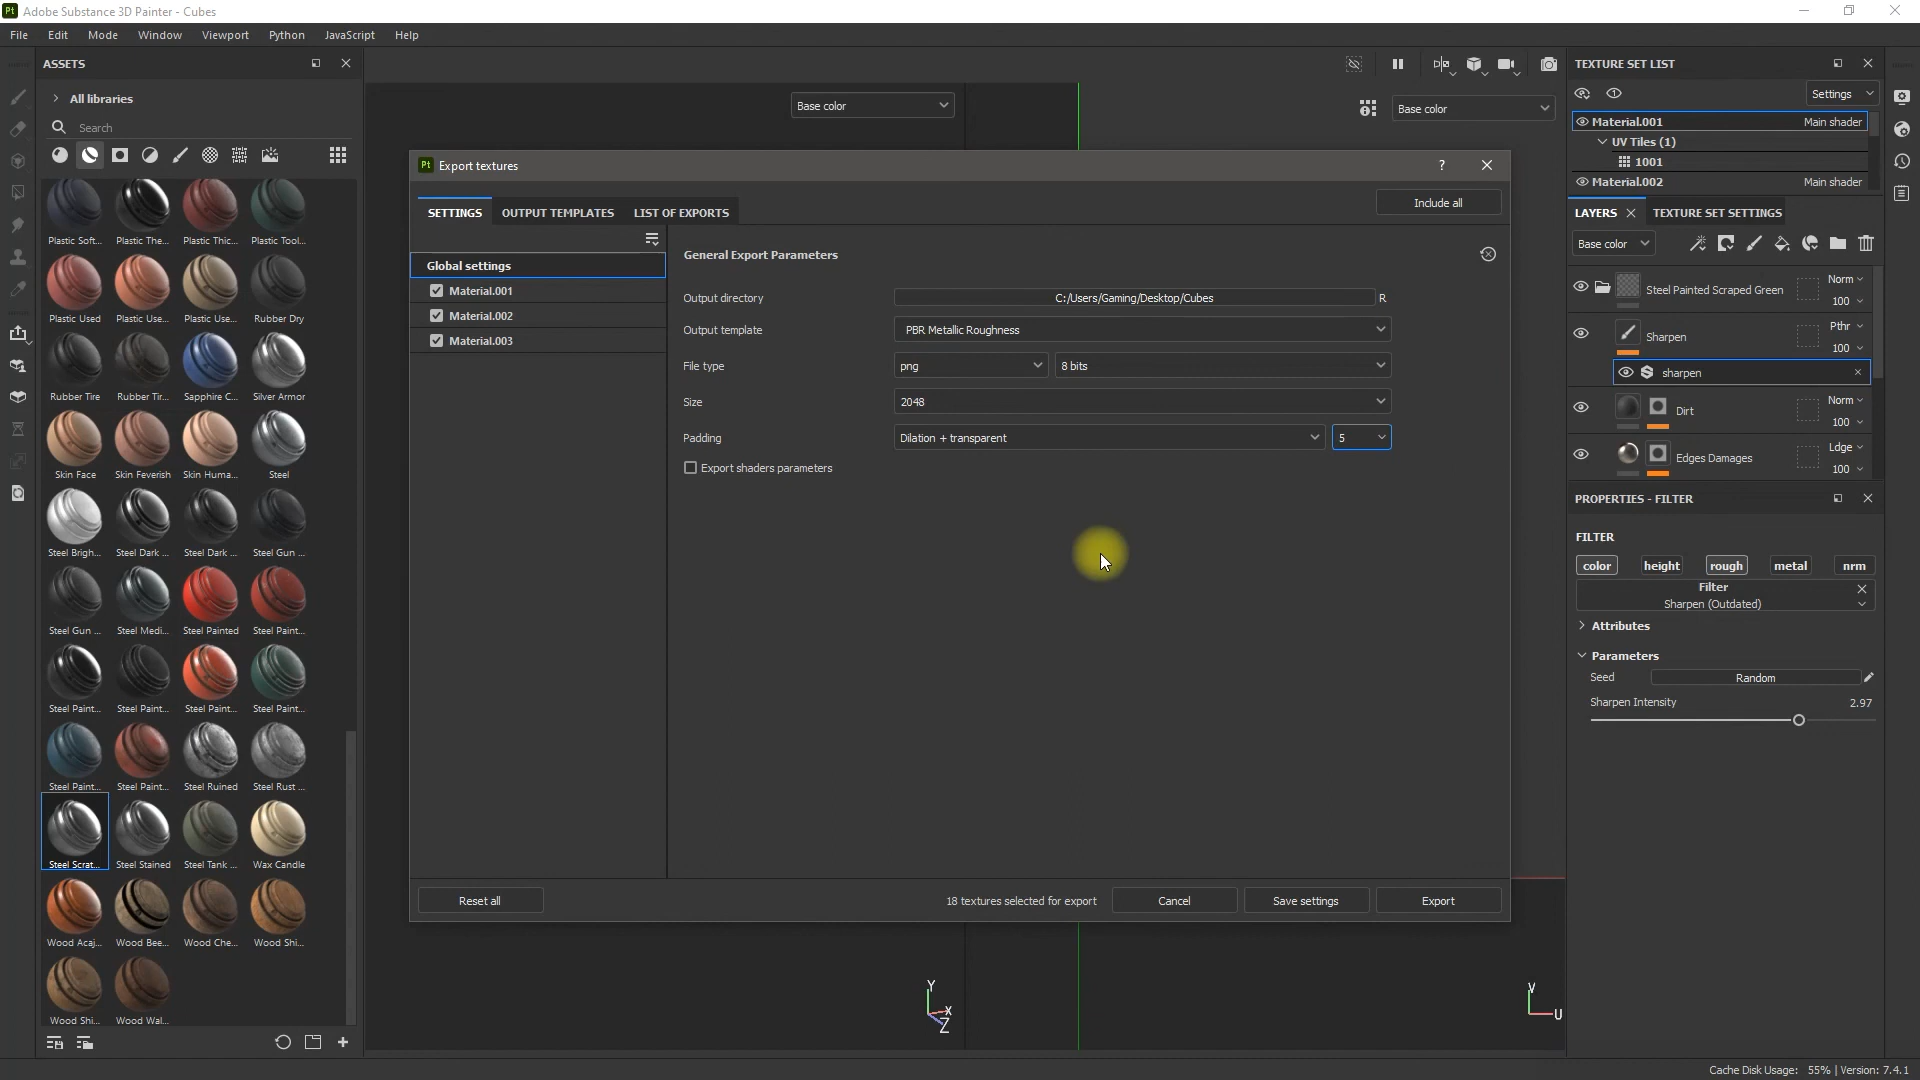 Pt Adobe Substance 3D Painter - Cubes
File Edit Mode Window Viewport Python JavaScript Help
ASSETS
All libraries
Search
Plastic Soft... Plastic The... Plastic Thic... Plastic Tool...
Plastic Used Plastic Use... Plastic Use... Rubber Dry
Rubber Tire Rubber Tir... Sapphire C... Silver Armor
Skin Face Skin Feverish Skin Huma... Steel
Steel Brigh... Steel Dark ... Steel Dark ... Steel Gun ...
Steel Gun ... Steel Medi... Steel Painted Steel Paint...
Steel Paint... Steel Paint... Steel Paint... Steel Paint...
Steel Paint... Steel Paint... Steel Ruined Steel Rust ...
Steel Scrat... Steel Stained Steel Tank ... Wax Candle
Wood Acaj... Wood Bee... Wood Che... Wood Shi...
Wood Shi... Wood Wal...
Base color
Base color
Pt Export textures ?
SETTINGS OUTPUT TEMPLATES LIST OF EXPORTS Include all
Global settings
Material.001
Material.002
Material.003
General Export Parameters
Output directory C:/Users/Gaming/Desktop/Cubes R
Output template PBR Metallic Roughness
File type png 8 bits
Size 2048
Padding Dilation + transparent 5
Export shaders parameters
Reset all 18 textures selected for export Cancel Save settings Export
Y
X
Z
V
U
TEXTURE SET LIST
Settings
Material.001 Main shader
UV Tiles (1)
1001
Material.002 Main shader
LAYERS TEXTURE SET SETTINGS
Base color
Steel Painted Scraped Green Norm
100
Sharpen Pthr
100
sharpen
Dirt Norm
100
Edges Damages Ldge
100
PROPERTIES - FILTER
FILTER
color height rough metal nrm
Filter
Sharpen (Outdated)
Attributes
Parameters
Seed Random
Sharpen Intensity 2.97
Cache Disk Usage: 55% | Version: 7.4.1